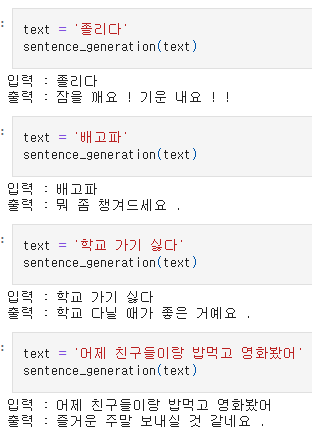 text = '졸리다'
sentence_generation(text)
입력 : 졸리다
출력 : 잠을 깨요 ! 기운 내요 ! !
text = '배고파'
sentence_generation(text)
입력 : 배고파
출력 : 뭐 좀 챙겨드세요 .
text = '학교 가기 싫다'
sentence_generation(text)
입력 : 학교 가기 싫다
출력 : 학교 다닐 때가 좋은 거예요 .
text = '어제 친구들이랑 밥먹고 영화봤어'
sentence_generation(text)
입력 : 어제 친구들이랑 밥먹고 영화봤어
출력 : 즐거운 주말 보내실 것 같네요 .